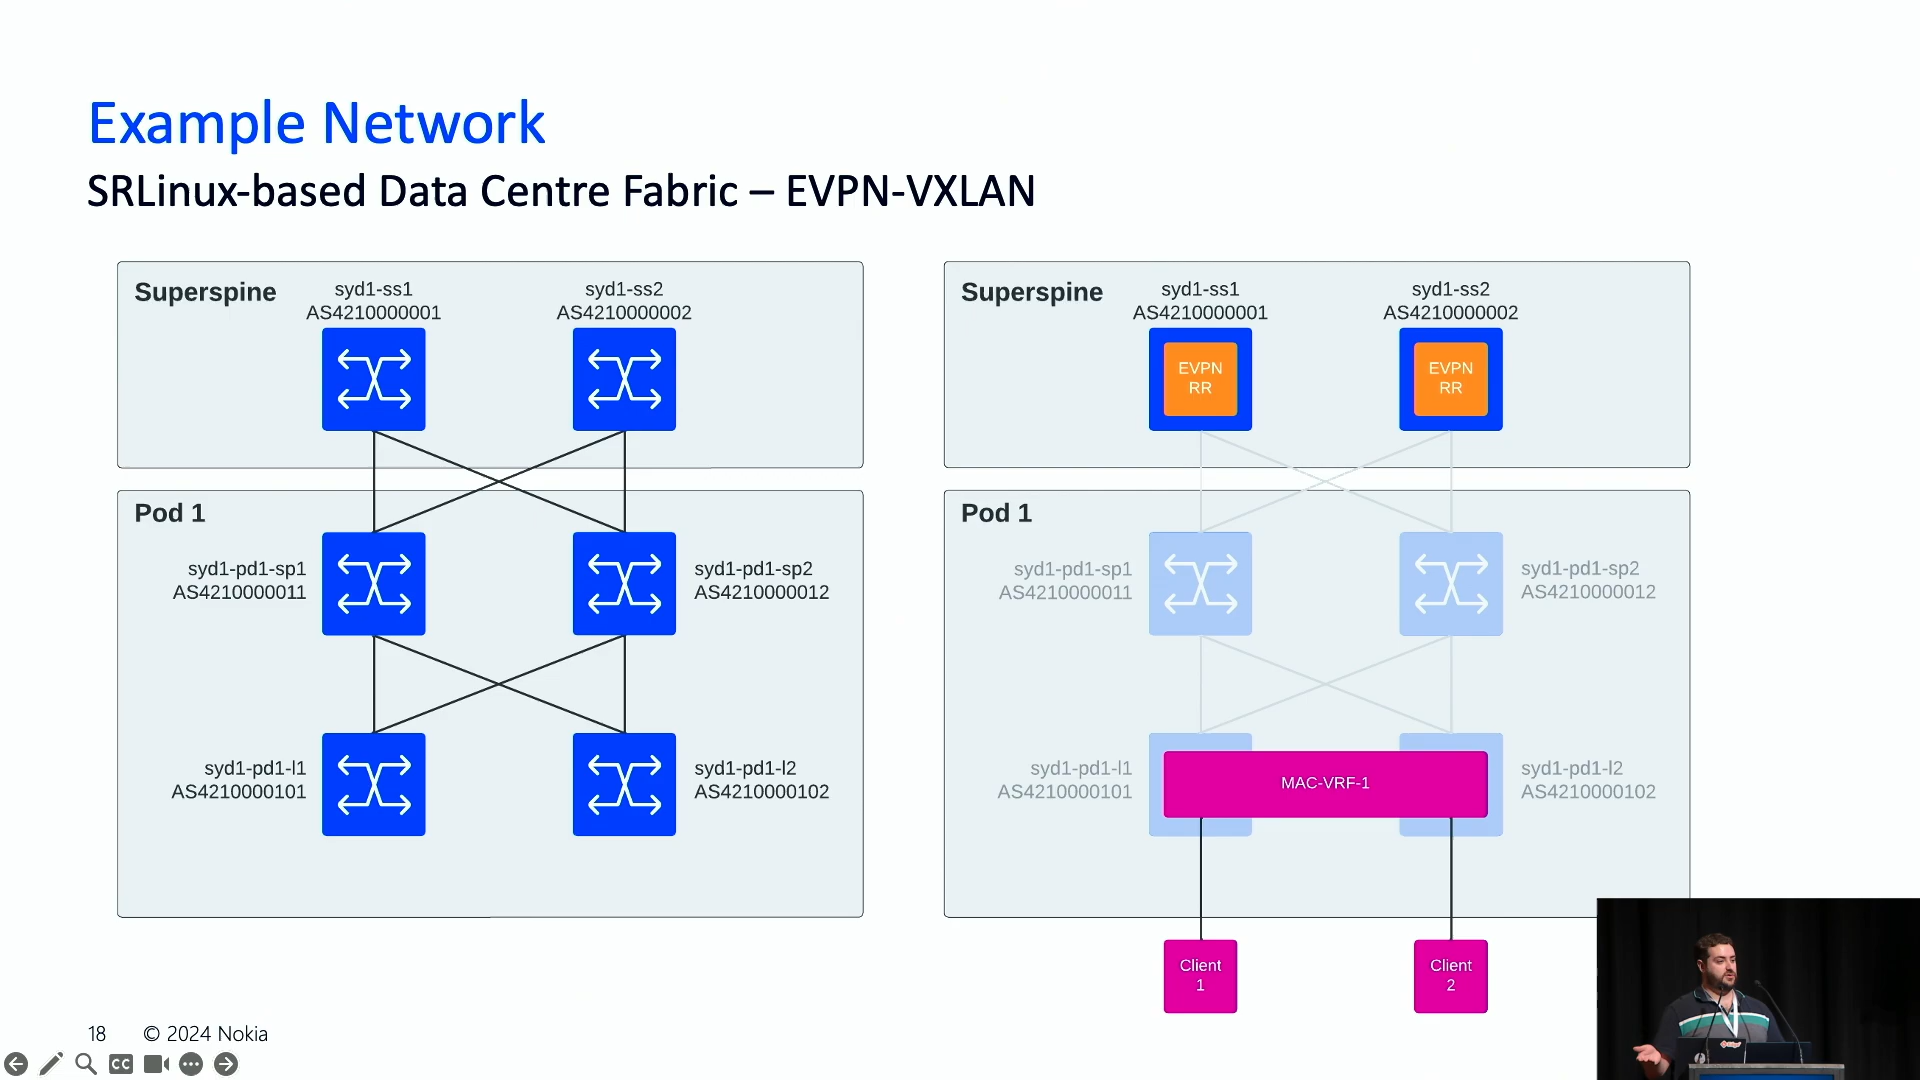 Example Network
SRLinux-based Data Centre Fabric – EVPN-VXLAN
Superspine
syd1-ss1
AS4210000001
syd1-ss2
AS4210000002
Pod 1
syd1-pd1-sp1
AS4210000011
syd1-pd1-sp2
AS4210000012
syd1-pd1-l1
AS4210000101
syd1-pd1-l2
AS4210000102
Superspine
syd1-ss1
AS4210000001
syd1-ss2
AS4210000002
EVPN
RR
EVPN
RR
Pod 1
syd1-pd1-sp1
AS4210000011
syd1-pd1-sp2
AS4210000012
syd1-pd1-l1
AS4210000101
MAC-VRF-1
syd1-pd1-l2
AS4210000102
Client
1
Client
2
18 © 2024 Nokia
CC